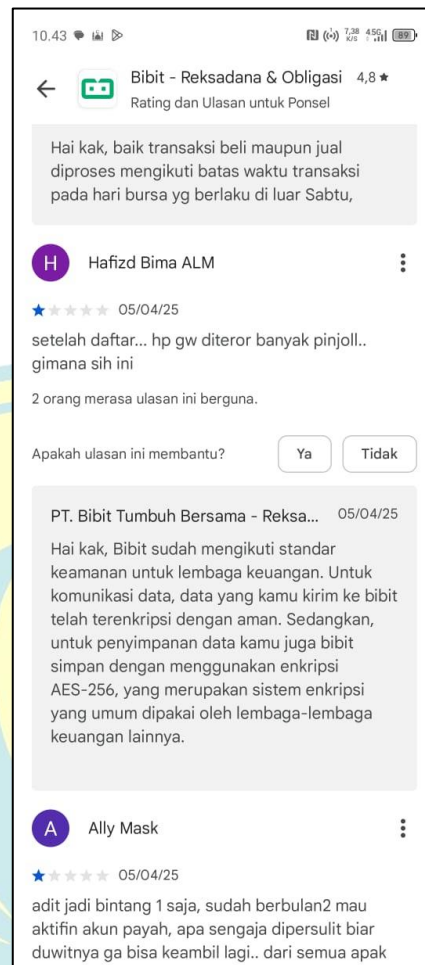 10.43
7,38 K/S 4.5G 89
Bibit - Reksadana & Obligasi 4,8 ★
Rating dan Ulasan untuk Ponsel
Hai kak, baik transaksi beli maupun jual
diproses mengikuti batas waktu transaksi
pada hari bursa yg berlaku di luar Sabtu,
H Hafizd Bima ALM
05/04/25
setelah daftar... hp gw diteror banyak pinjoll..
gimana sih ini
2 orang merasa ulasan ini berguna.
Apakah ulasan ini membantu? Ya Tidak
PT. Bibit Tumbuh Bersama - Reksa... 05/04/25
Hai kak, Bibit sudah mengikuti standar
keamanan untuk lembaga keuangan. Untuk
komunikasi data, data yang kamu kirim ke bibit
telah terenkripsi dengan aman. Sedangkan,
untuk penyimpanan data kamu juga bibit
simpan dengan menggunakan enkripsi
AES-256, yang merupakan sistem enkripsi
yang umum dipakai oleh lembaga-lembaga
keuangan lainnya.
A Ally Mask
05/04/25
adit jadi bintang 1 saja, sudah berbulan2 mau
aktifin akun payah, apa sengaja dipersulit biar
duwitnya ga bisa keambil lagi.. dari semua apak